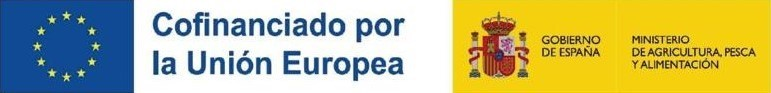 Cofinanciado por
la Unión Europea
GOBIERNO
DE ESPAÑA
MINISTERIO
DE AGRICULTURA, PESCA
Y ALIMENTACIÓN